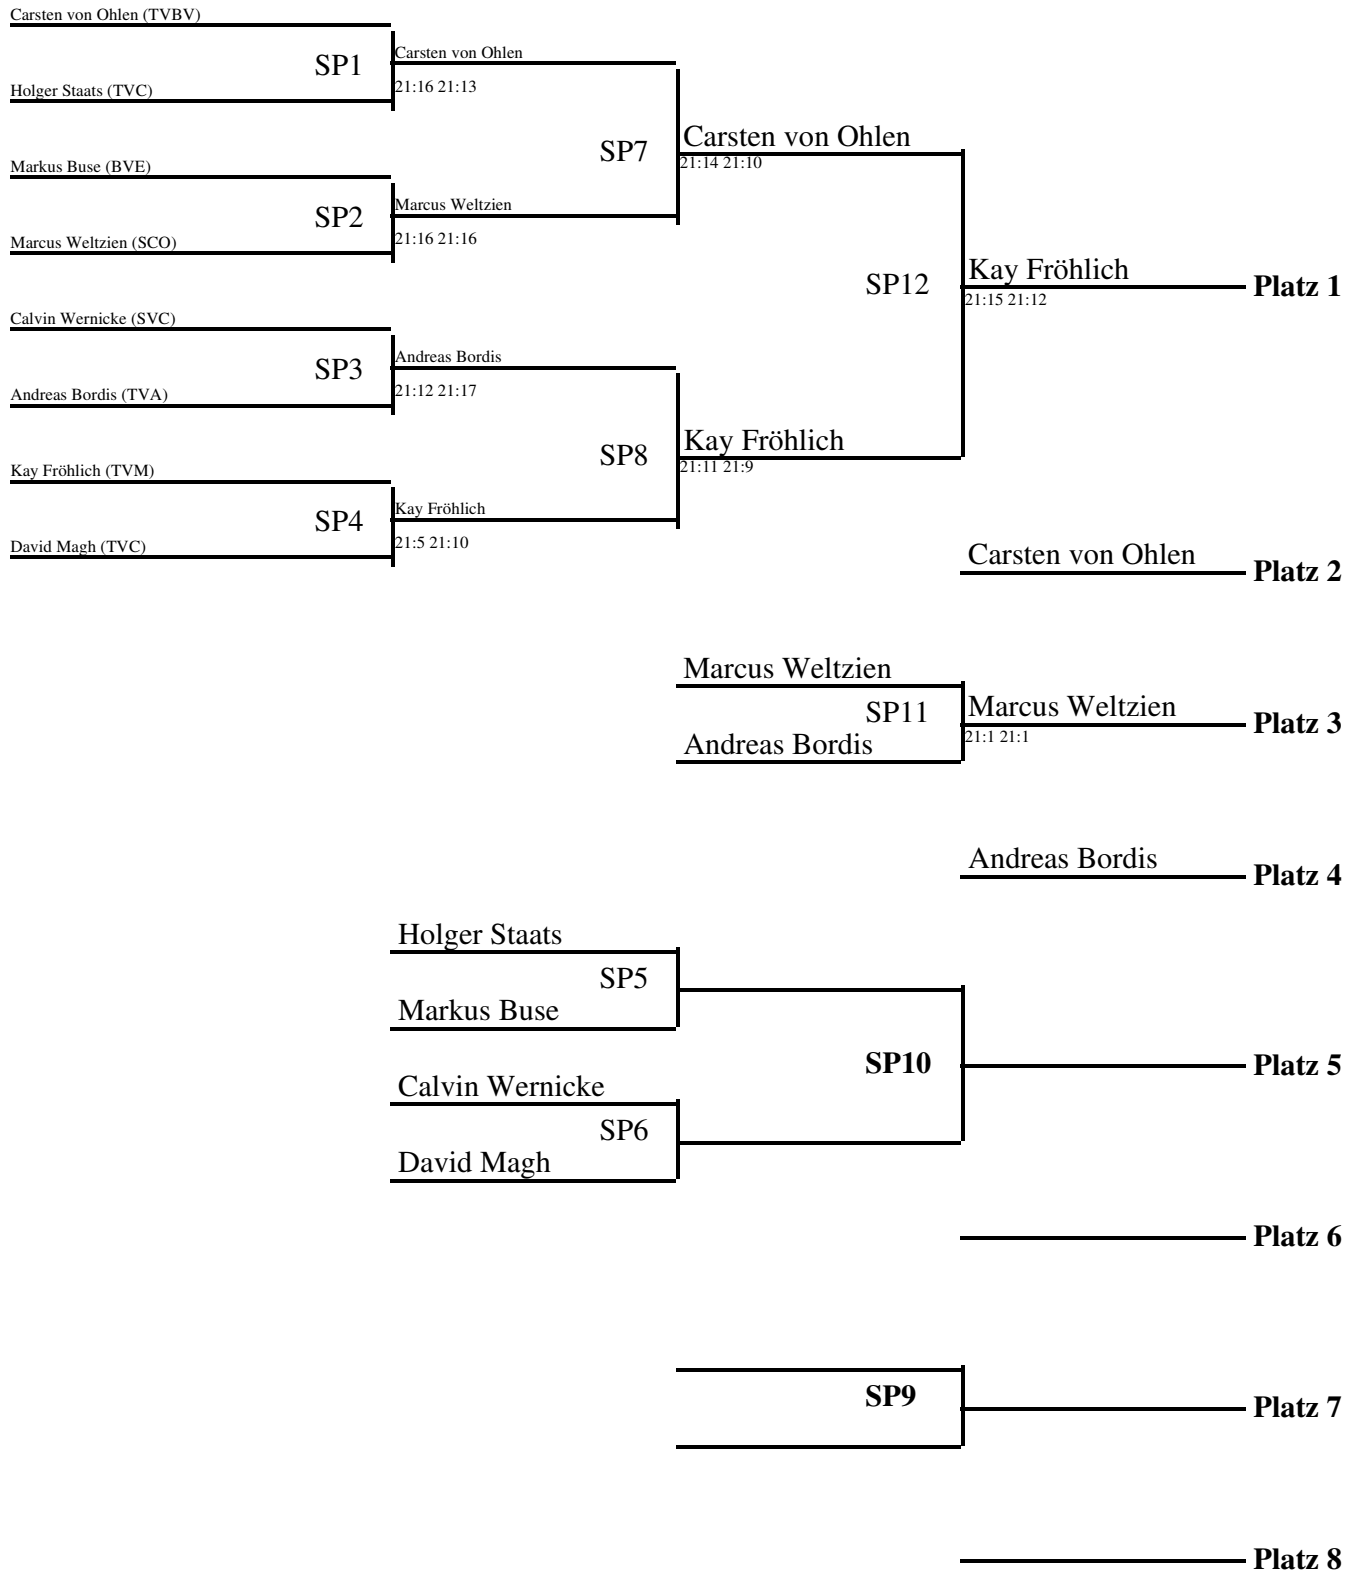 Carsten von Ohlen (TVBV)
SP1
Carsten von Ohlen
Holger Staats (TVC)
21:16 21:13
SP7
Carsten von Ohlen
21:14 21:10
Markus Buse (BVE)
SP2
Marcus Weltzien
Marcus Weltzien (SCO)
21:16 21:16
SP12
Kay Fröhlich
21:15 21:12
Platz 1
Calvin Wernicke (SVC)
SP3
Andreas Bordis
Andreas Bordis (TVA)
21:12 21:17
SP8
Kay Fröhlich
21:11 21:9
Kay Fröhlich (TVM)
SP4
Kay Fröhlich
David Magh (TVC)
21:5 21:10
Carsten von Ohlen
Platz 2
Marcus Weltzien
SP11
Marcus Weltzien
Platz 3
Andreas Bordis
21:1 21:1
Andreas Bordis
Platz 4
Holger Staats
SP5
Markus Buse
SP10
Platz 5
Calvin Wernicke
SP6
David Magh
Platz 6
SP9
Platz 7
Platz 8